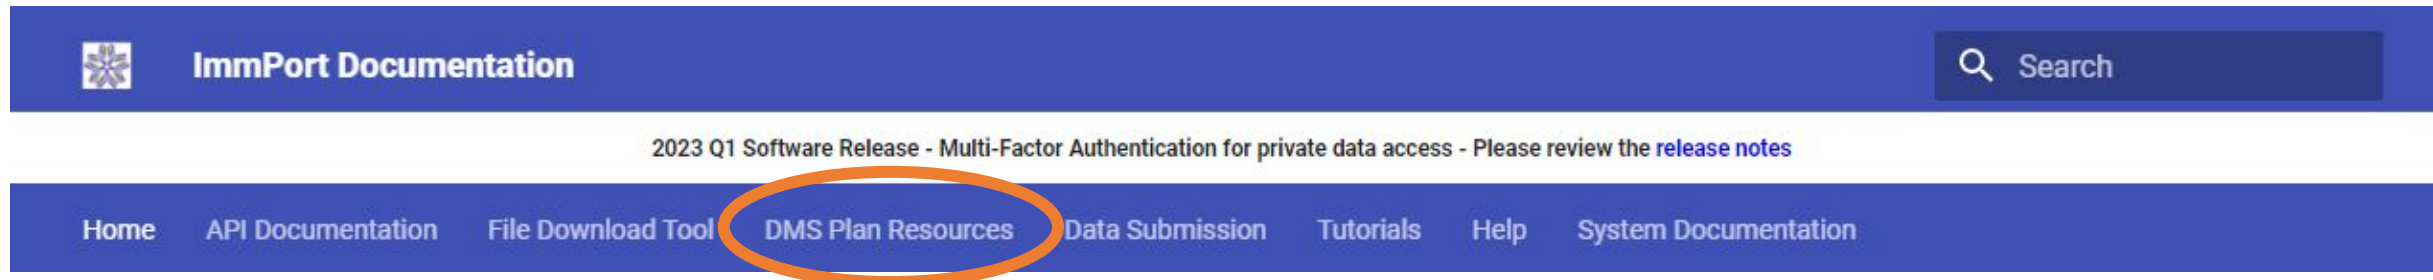 ImmPort Documentation
Search
2023 Q1 Software Release - Multi-Factor Authentication for private data access - Please review the release notes
Home API Documentation File Download Tool DMS Plan Resources Data Submission Tutorials Help System Documentation